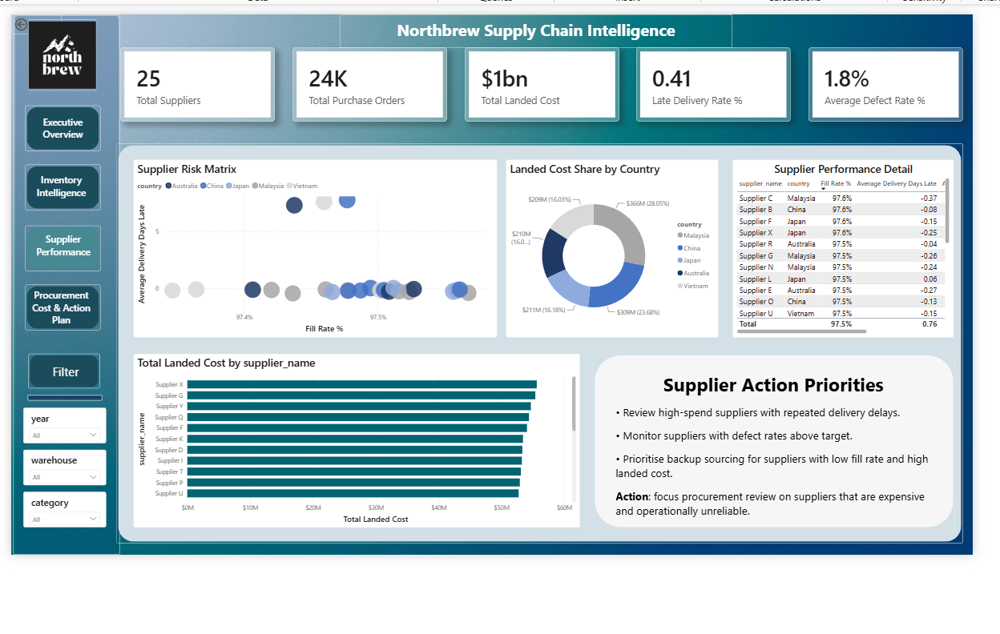 Northbrew Supply Chain Intelligence
north
brew
25
Total Suppliers
24K
Total Purchase Orders
$1bn
Total Landed Cost
0.41
Late Delivery Rate %
1.8%
Average Defect Rate %
Executive
Overview
Inventory
Intelligence
Supplier
Performance
Procurement
Cost & Action
Plan
Filter
year
All
warehouse
All
category
All
Supplier Risk Matrix
country Australia China Japan Malaysia Vietnam
Average Delivery Days Late
5
0
97.4% 97.5%
Fill Rate %
Landed Cost Share by Country
$209M (16.03%)
$366M (28.05%)
$210M
(16.0...)
$211M (16.18%)
$309M (23.68%)
country
Malaysia
China
Japan
Australia
Vietnam
Supplier Performance Detail
supplier_name country Fill Rate % Average Delivery Days Late
Supplier C Malaysia 97.6% -0.37
Supplier B China 97.6% -0.08
Supplier F Japan 97.6% -0.15
Supplier X Japan 97.6% -0.25
Supplier R Australia 97.5% -0.04
Supplier G Malaysia 97.5% -0.26
Supplier N Malaysia 97.5% -0.24
Supplier L Japan 97.5% 0.06
Supplier E Australia 97.5% -0.27
Supplier O China 97.5% -0.13
Supplier U Vietnam 97.5% -0.15
Total 97.5% 0.76
Total Landed Cost by supplier_name
supplier_name
Supplier X
Supplier G
Supplier Y
Supplier Q
Supplier F
Supplier K
Supplier D
Supplier I
Supplier T
Supplier P
Supplier U
$0M $10M $20M $30M $40M $50M $60M
Total Landed Cost
Supplier Action Priorities
• Review high-spend suppliers with repeated delivery delays.
• Monitor suppliers with defect rates above target.
• Prioritise backup sourcing for suppliers with low fill rate and high
landed cost.
Action: focus procurement review on suppliers that are expensive
and operationally unreliable.